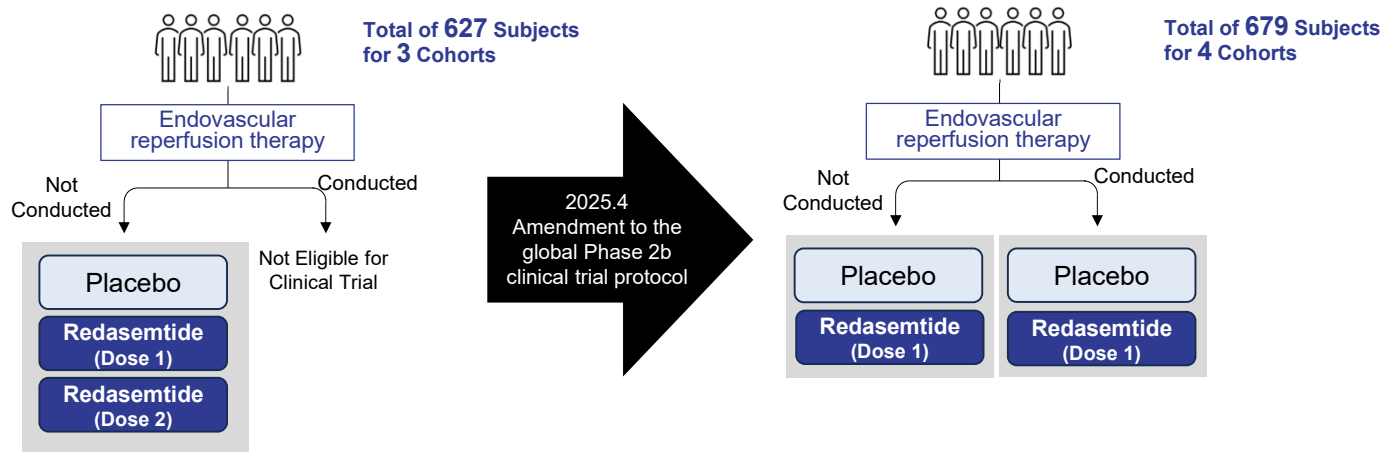 Total of 627 Subjects
for 3 Cohorts
Endovascular
reperfusion therapy
Not
Conducted
Conducted
Placebo
Redasemtide
(Dose 1)
Redasemtide
(Dose 2)
Not Eligible for
Clinical Trial
2025.4
Amendment to the
global Phase 2b
clinical trial protocol
Total of 679 Subjects
for 4 Cohorts
Endovascular
reperfusion therapy
Not
Conducted
Conducted
Placebo
Redasemtide
(Dose 1)
Placebo
Redasemtide
(Dose 1)